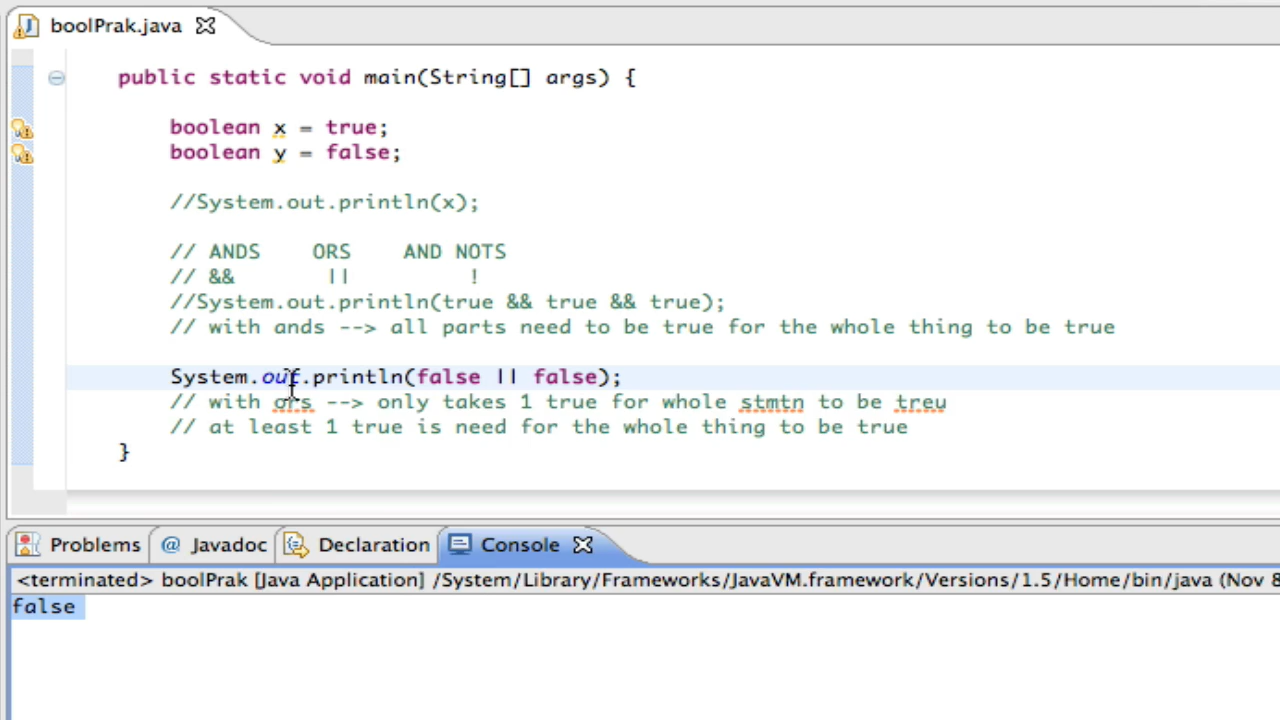 boolPrak.java
public static void main(String[] args) {
boolean x = true;
boolean y = false;
//System.out.println(x);
// ANDS    ORS    AND NOTS
// &&       ||         !
//System.out.println(true && true && true);
// with ands --> all parts need to be true for the whole thing to be true
System.out.println(false || false);
// with ors --> only takes 1 true for whole stmtn to be treu
// at least 1 true is need for the whole thing to be true
}
Problems @ Javadoc Declaration Console
<terminated> boolPrak [Java Application] /System/Library/Frameworks/JavaVM.framework/Versions/1.5/Home/bin/java (Nov 8
false